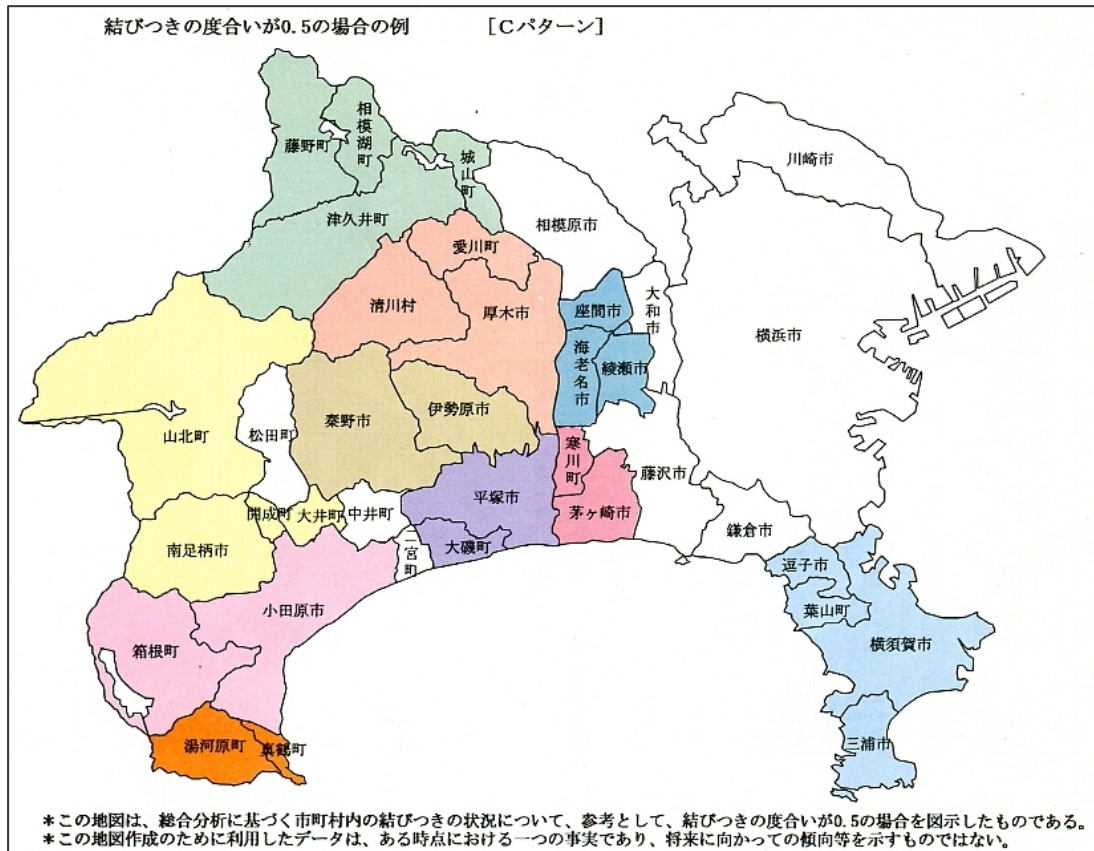 結びつきの度合いが0.5の場合の例 [Cパターン]
藤野町
相模湖町
城山町
川崎市
津久井町
相模原市
愛川町
清川村
厚木市
座間市
大和市
横浜市
海老名市
綾瀬市
秦野市
伊勢原市
山北町
松田町
寒川町
藤沢市
平塚市
開成町
大井町
中井町
茅ヶ崎市
鎌倉市
南足柄市
二宮町
大磯町
逗子市
葉山町
小田原市
箱根町
横須賀市
湯河原町
真鶴町
三浦市
*この地図は、総合分析に基づく市町村内の結びつきの状況について、参考として、結びつきの度合いが0.5の場合を図示したものである。
*この地図作成のために利用したデータは、ある時点における一つの事実であり、将来に向かっての傾向等を示すものではない。